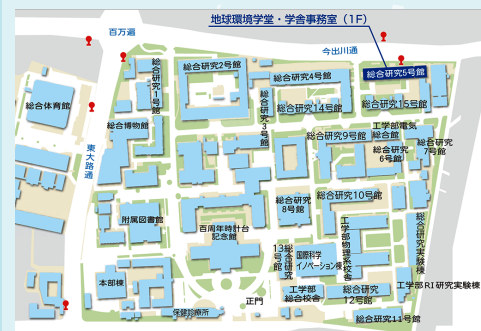 地球環境学堂・学舎事務室（1F）
百万遍
今出川通
総合研究1号館
総合研究2号館
総合研究4号館
総合研究5号館
総合体育館
総合研究3号館
総合研究14号館
総合研究15号館
総合博物館
総合研究9号館
工学部電気
総合館
総合研究
6号館
総合研究
7号館
東大路通
総合研究10号館
附属図書館
百周年時計台
記念館
総合研究
8号館
工学部物理系校舎
総合研究実験棟
総合研究
13号館
国際科学
イノベーション棟
本部棟
工学部
総合校舎
総合研究
12号館
工学部RI研究実験棟
正門
保健診療所
総合研究11号館